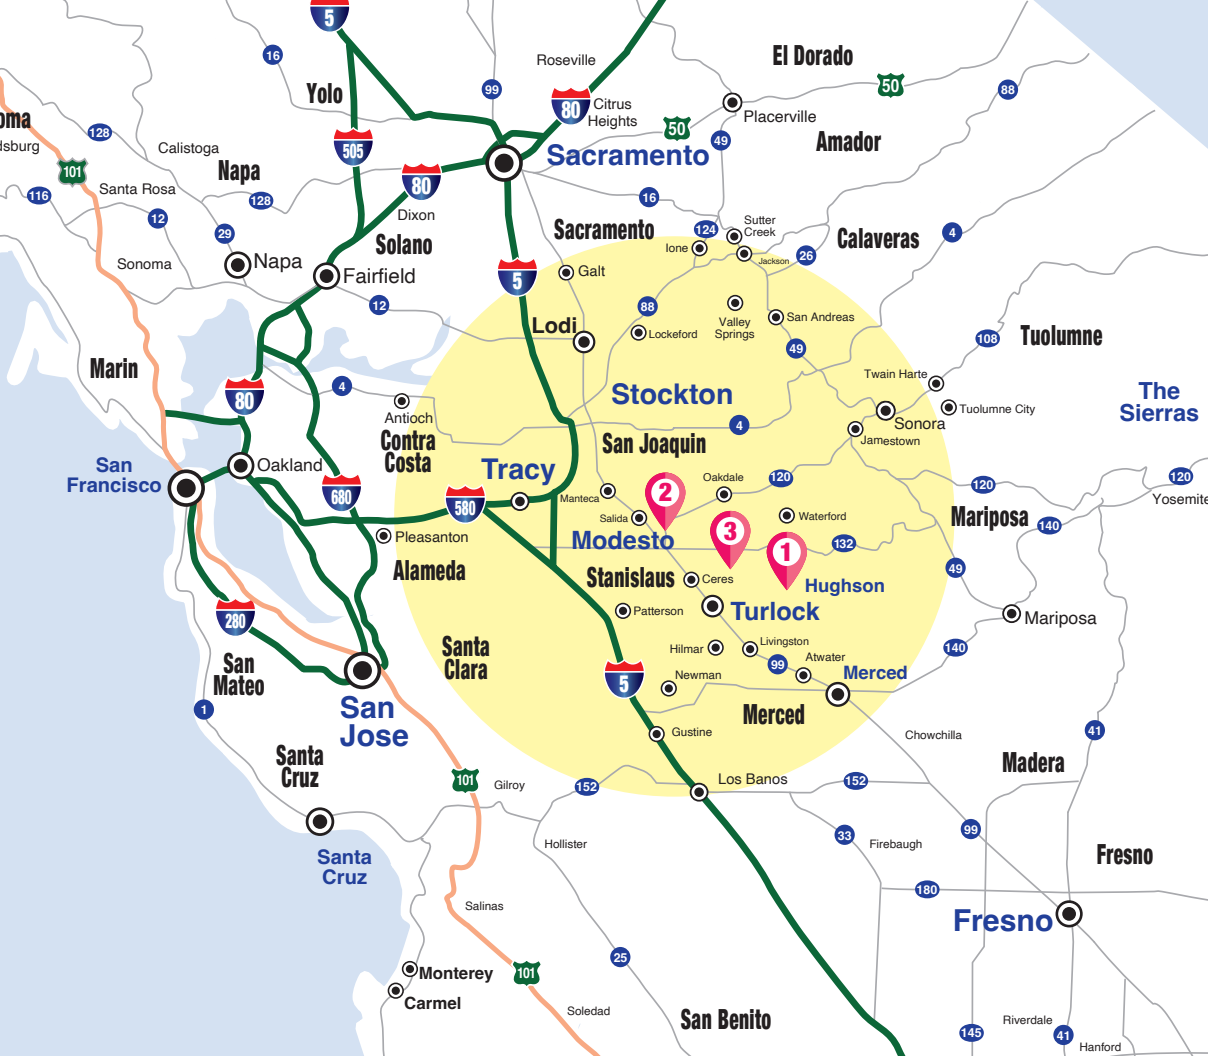 5
16
Roseville
El Dorado
50
88
Yolo
99
80
Citrus
Heights
Placerville
oma
dsburg
128
Calistoga
505
50
49
Amador
101
Napa
80
Sacramento
116
Santa Rosa
128
Dixon
16
12
29
Solano
Sacramento
124
Sutter
Creek
Calaveras
4
Ione
Jackson
26
Sonoma
Napa
Fairfield
5
Galt
12
88
Valley
Springs
San Andreas
Lodi
Lockeford
108
Tuolumne
49
Marin
80
4
Twain Harte
The
Sierras
Stockton
Antioch
4
Tuolumne City
Sonora
Jamestown
Contra
Costa
San Joaquin
San
Francisco
Oakland
Tracy
680
580
Manteca
2
Oakdale
120
120
120
Yosemite
Salida
Waterford
Mariposa
140
Pleasanton
Modesto
3
1
132
Alameda
Stanislaus
Ceres
Hughson
49
280
Patterson
Turlock
Mariposa
Santa
Clara
Hilmar
Livingston
140
San
Mateo
99
Atwater
5
Newman
Merced
1
San
Jose
Merced
Gustine
Chowchilla
41
Santa
Cruz
101
Gilroy
152
Los Banos
152
Madera
33
99
Hollister
Firebaugh
Fresno
Santa
Cruz
180
Salinas
Fresno
25
Monterey
101
Carmel
Soledad
San Benito
145
Riverdale
41
Hanford